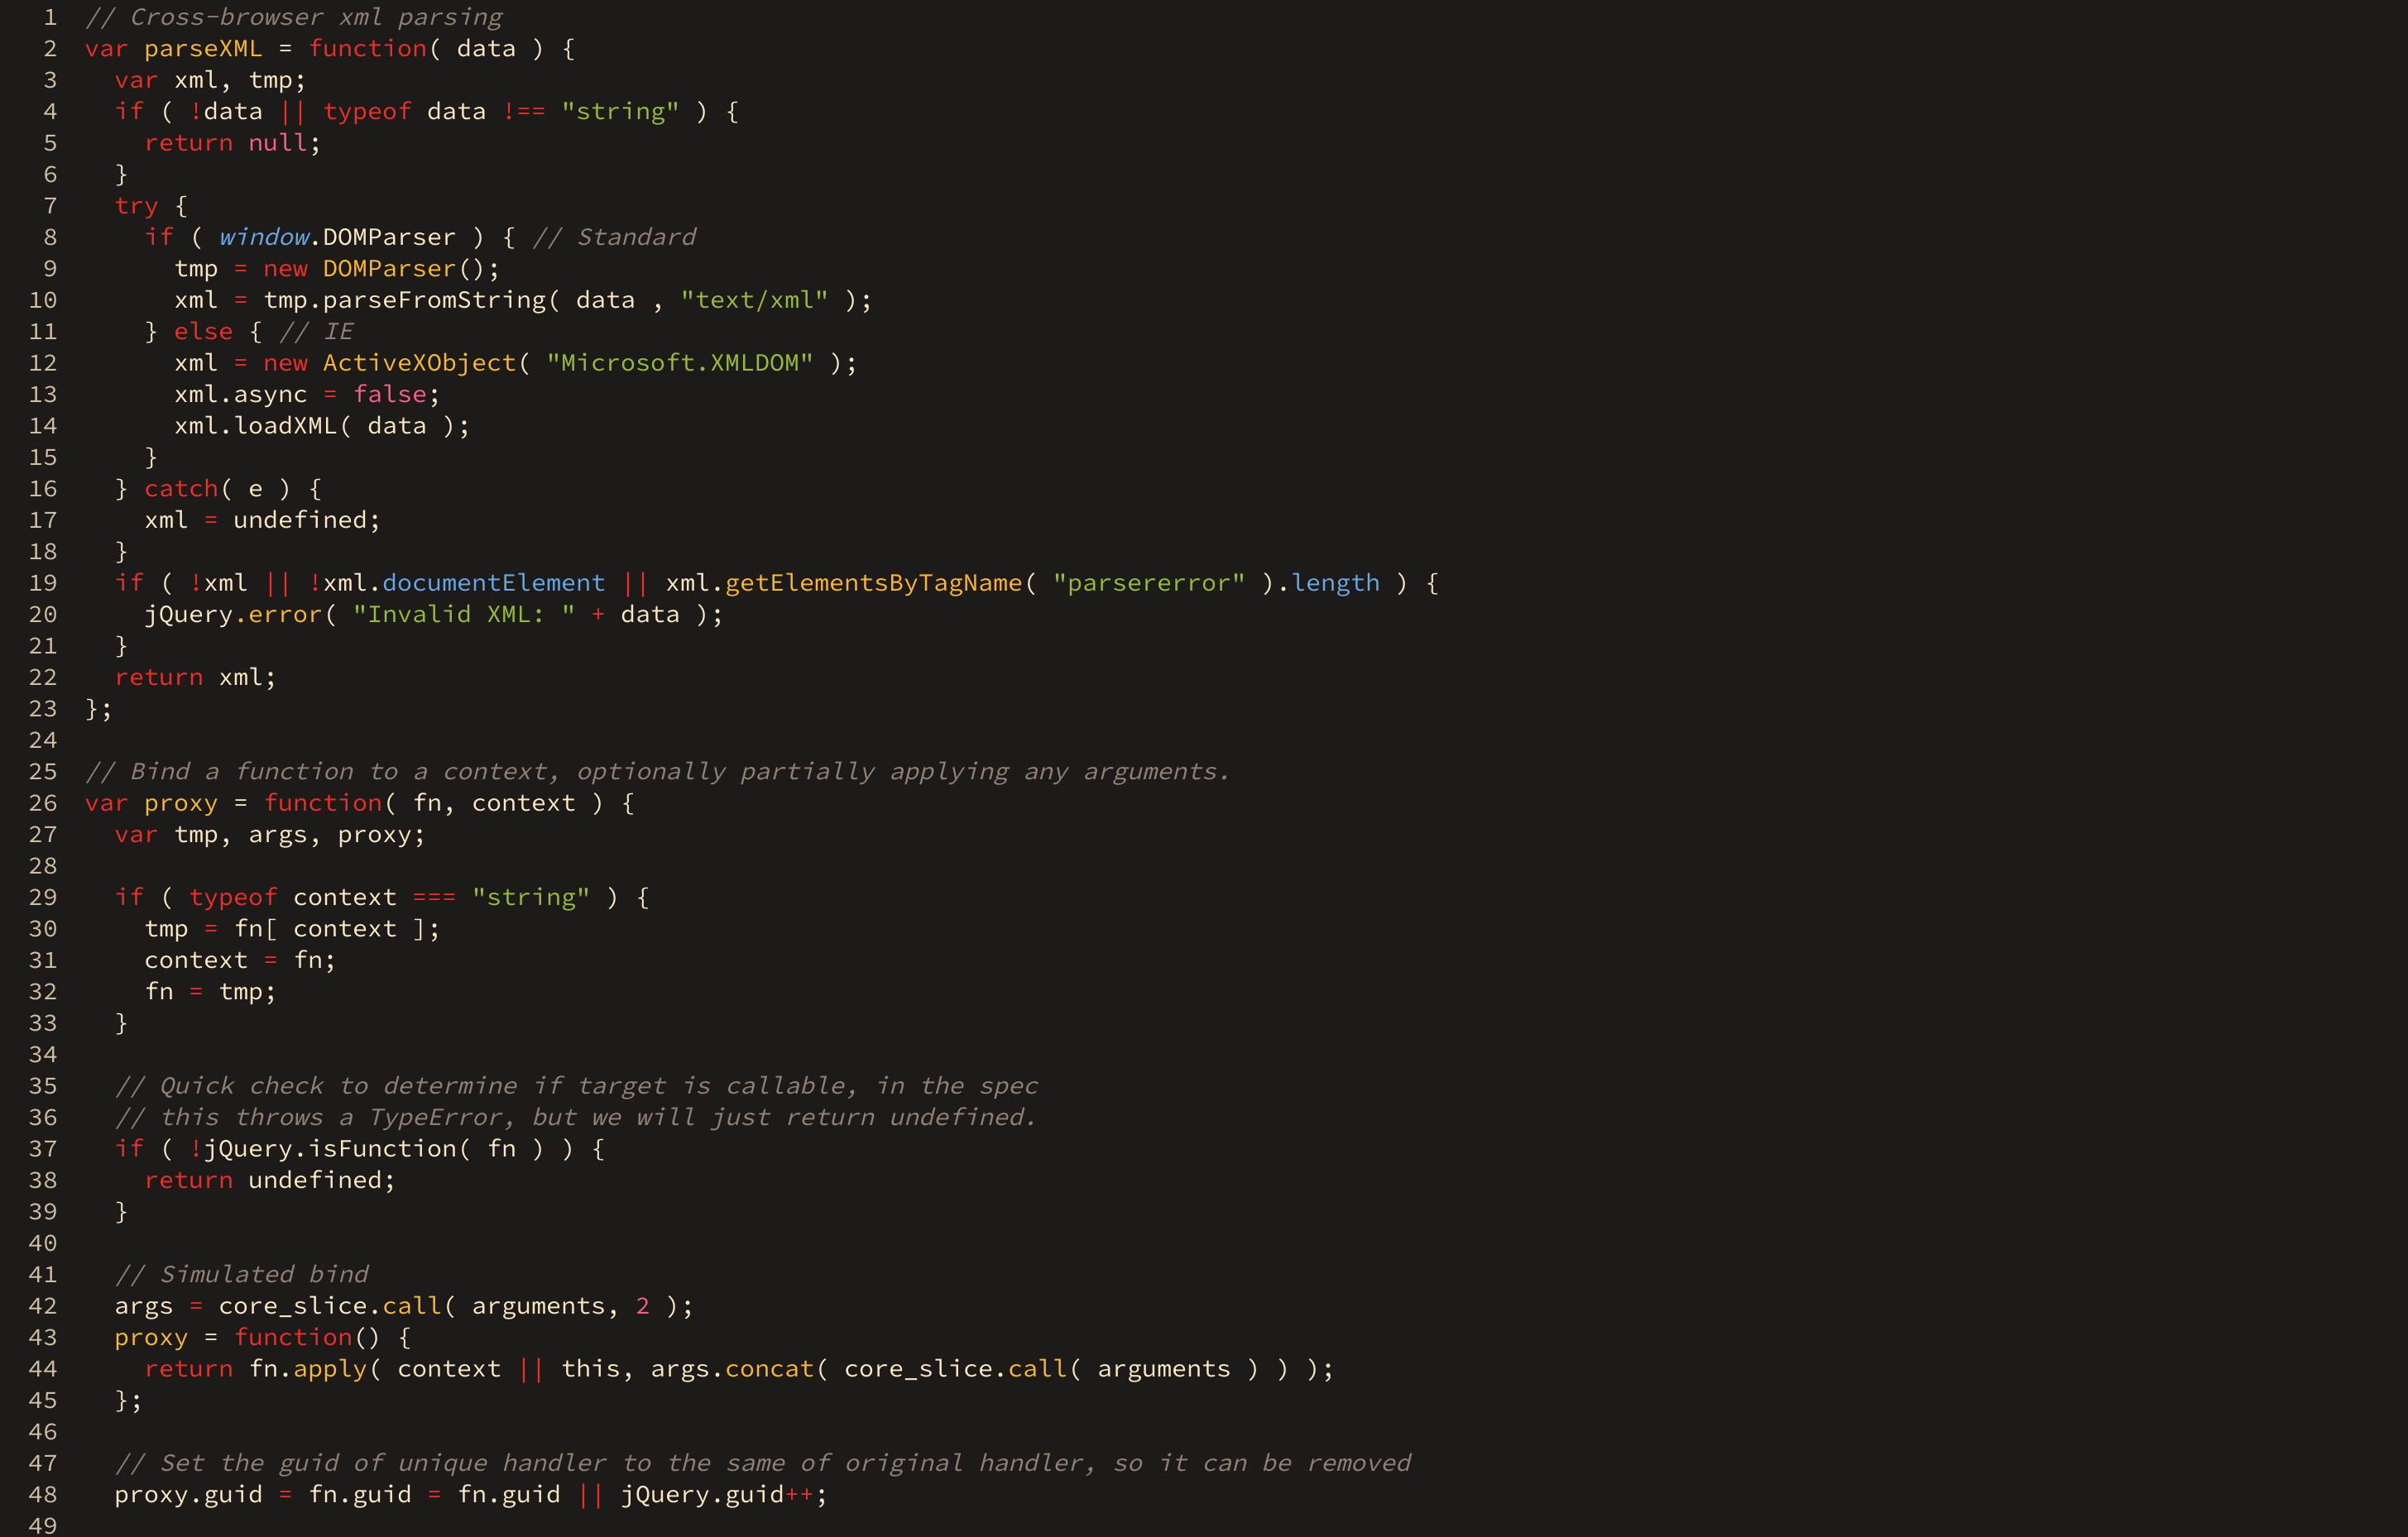 1 // Cross-browser xml parsing
2 var parseXML = function( data ) {
3   var xml, tmp;
4   if ( !data || typeof data !== "string" ) {
5     return null;
6   }
7   try {
8     if ( window.DOMParser ) { // Standard
9       tmp = new DOMParser();
10       xml = tmp.parseFromString( data , "text/xml" );
11     } else { // IE
12       xml = new ActiveXObject( "Microsoft.XMLDOM" );
13       xml.async = false;
14       xml.loadXML( data );
15     }
16   } catch( e ) {
17     xml = undefined;
18   }
19   if ( !xml || !xml.documentElement || xml.getElementsByTagName( "parsererror" ).length ) {
20     jQuery.error( "Invalid XML: " + data );
21   }
22   return xml;
23 };
24
25 // Bind a function to a context, optionally partially applying any arguments.
26 var proxy = function( fn, context ) {
27   var tmp, args, proxy;
28
29   if ( typeof context === "string" ) {
30     tmp = fn[ context ];
31     context = fn;
32     fn = tmp;
33   }
34
35   // Quick check to determine if target is callable, in the spec
36   // this throws a TypeError, but we will just return undefined.
37   if ( !jQuery.isFunction( fn ) ) {
38     return undefined;
39   }
40
41   // Simulated bind
42   args = core_slice.call( arguments, 2 );
43   proxy = function() {
44     return fn.apply( context || this, args.concat( core_slice.call( arguments ) ) );
45   };
46
47   // Set the guid of unique handler to the same of original handler, so it can be removed
48   proxy.guid = fn.guid = fn.guid || jQuery.guid++;
49